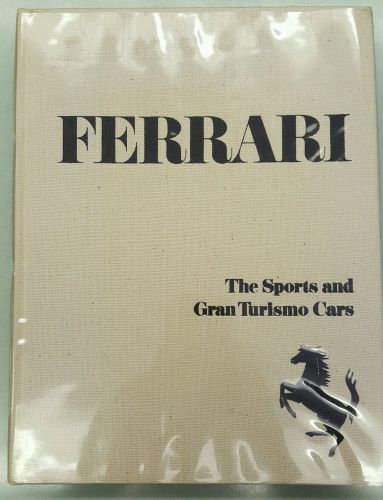 FERRARI
The Sports and
Gran Turismo Cars